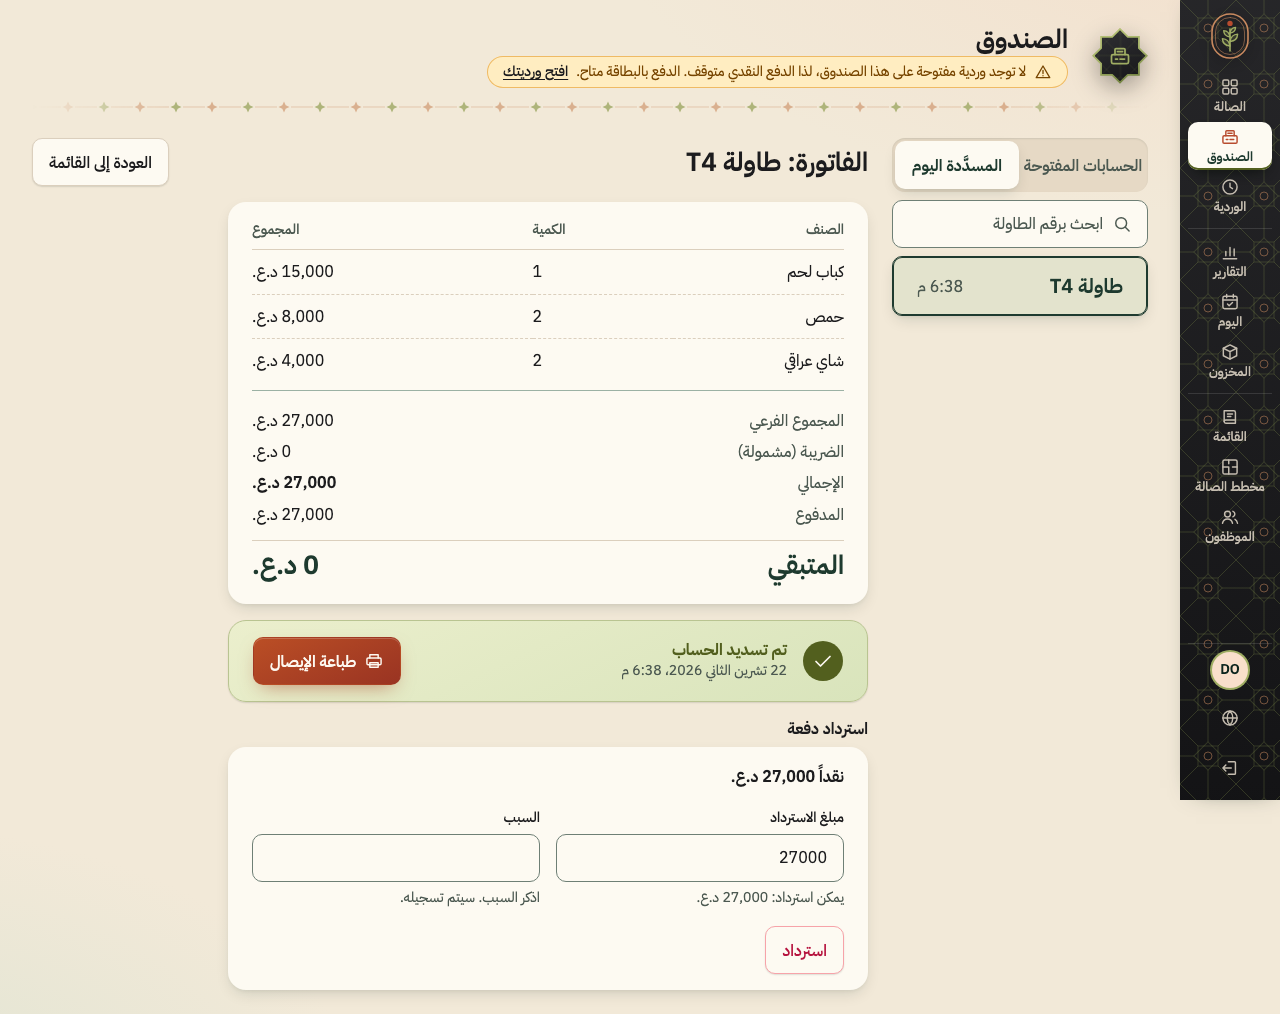 الصالة
الصندوق
الوردية
التقارير
اليوم
المخزون
القائمة
مخطط الصالة
الموظفون
DO
الصندوق
لا توجد وردية مفتوحة على هذا الصندوق، لذا الدفع النقدي متوقف. الدفع بالبطاقة متاح. افتح ورديتك
الحسابات المفتوحة المسدَّدة اليوم
ابحث برقم الطاولة
طاولة T4 6:38 م
الفاتورة: طاولة T4
العودة إلى القائمة
الصنف الكمية المجموع
كباب لحم 1 15,000 د.ع.
حمص 2 8,000 د.ع.
شاي عراقي 2 4,000 د.ع.
المجموع الفرعي 27,000 د.ع.
الضريبة (مشمولة) 0 د.ع.
الإجمالي 27,000 د.ع.
المدفوع 27,000 د.ع.
المتبقي 0 د.ع.
تم تسديد الحساب
22 تشرين الثاني 2026، 6:38 م
طباعة الإيصال
استرداد دفعة
نقداً 27,000 د.ع.
مبلغ الاسترداد السبب
27000
يمكن استرداد: 27,000 د.ع. اذكر السبب. سيتم تسجيله.
استرداد